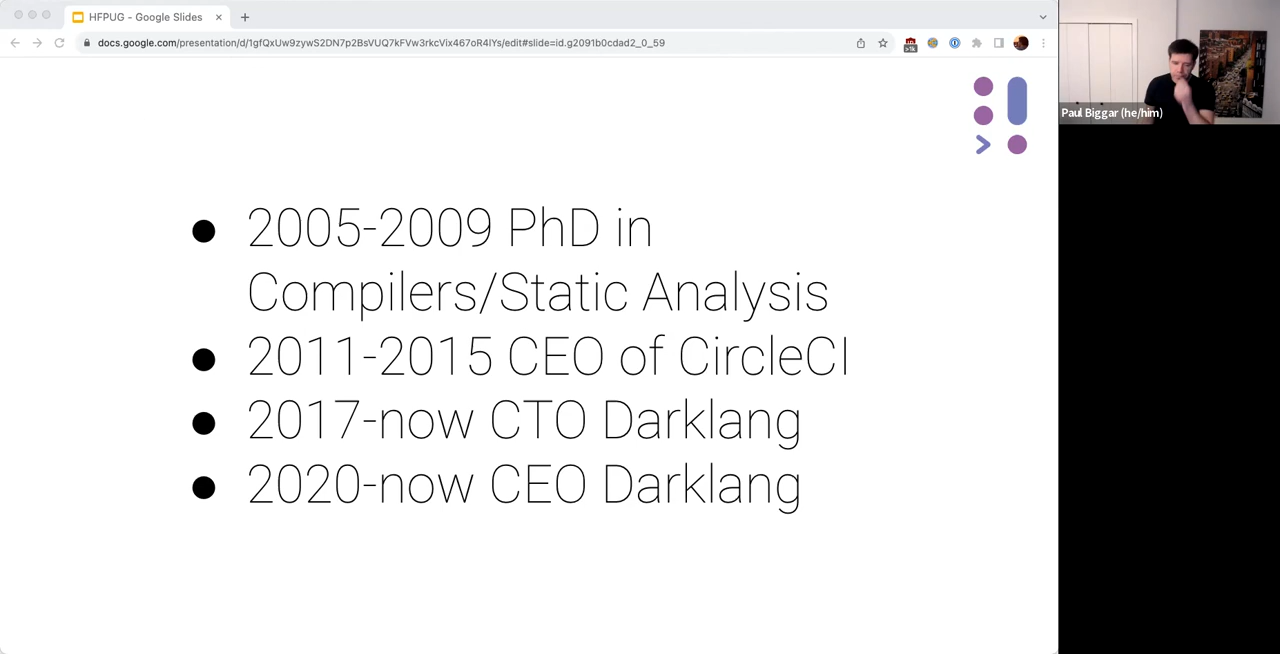 HFPUG - Google Slides
docs.google.com/presentation/d/1gfQxUw9zywS2DN7p2BsVUQ7kFVw3rkcVix467oR4lYs/edit#slide=id.g2091b0cdad2_0_59
>1k
Paul Biggar (he/him)
● 2005-2009 PhD in
Compilers/Static Analysis
● 2011-2015 CEO of CircleCI
● 2017-now CTO Darklang
● 2020-now CEO Darklang